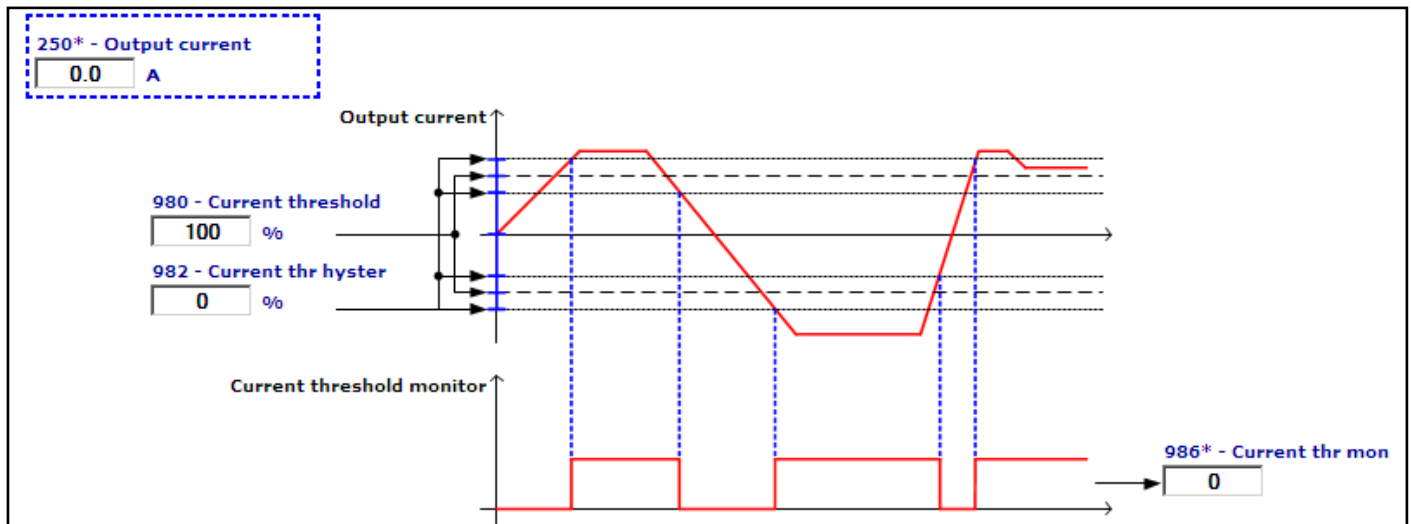 250* - Output current
0.0 A
Output current
980 - Current threshold
100 %
982 - Current thr hyster
0 %
Current threshold monitor
986* - Current thr mon
0